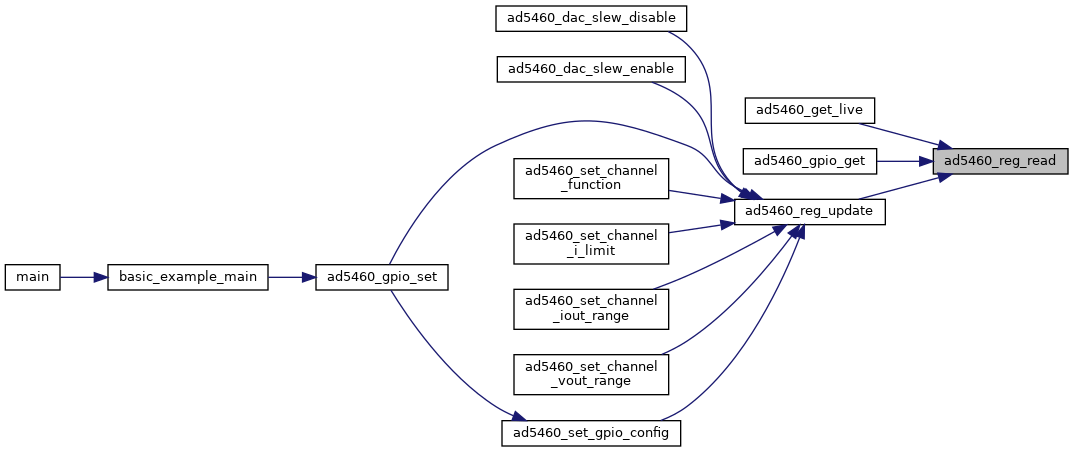 ad5460_dac_slew_disable
ad5460_dac_slew_enable
ad5460_get_live
ad5460_gpio_get
ad5460_reg_read
ad5460_set_channel
_function
ad5460_reg_update
ad5460_set_channel
_i_limit
main
basic_example_main
ad5460_gpio_set
ad5460_set_channel
_iout_range
ad5460_set_channel
_vout_range
ad5460_set_gpio_config